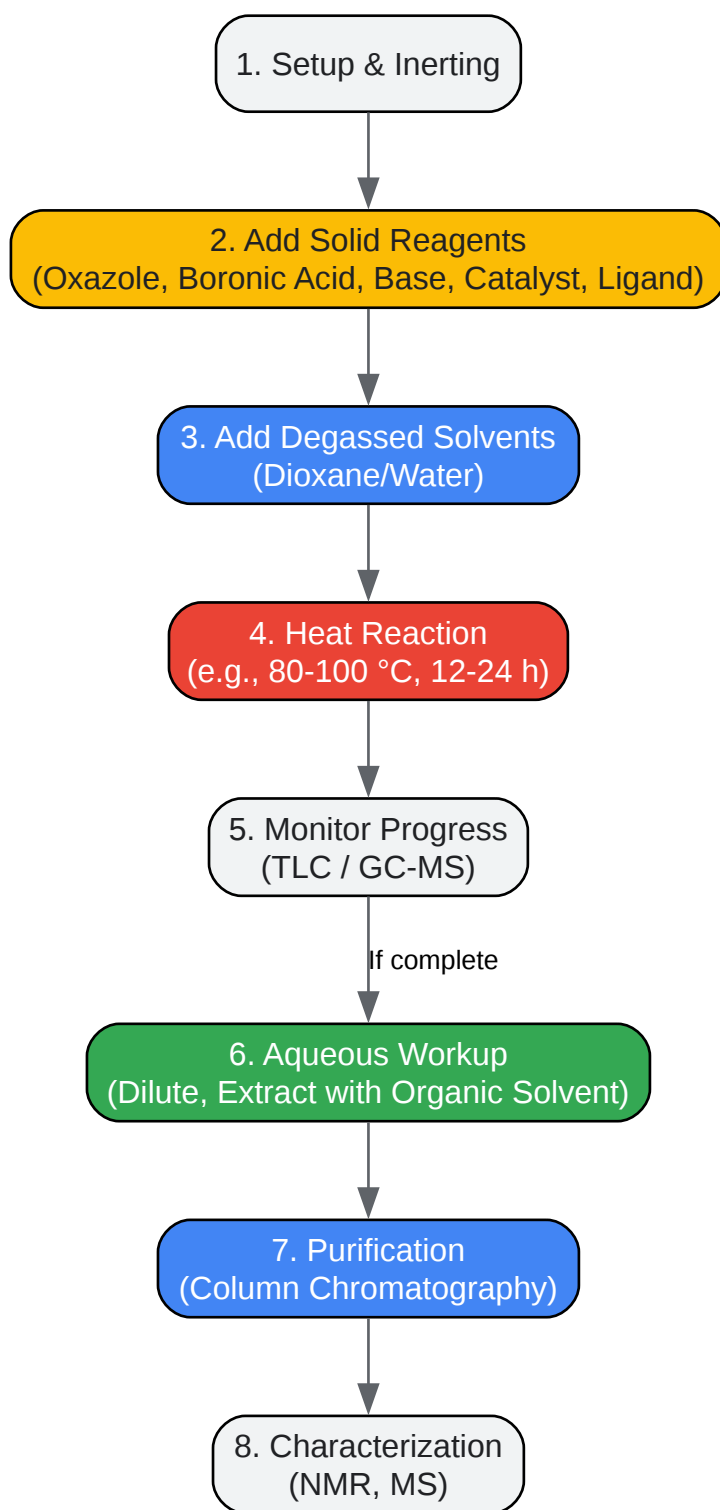 1. Setup & Inerting
2. Add Solid Reagents
(Oxazole, Boronic Acid, Base, Catalyst, Ligand)
3. Add Degassed Solvents
(Dioxane/Water)
4. Heat Reaction
(e.g., 80-100 °C, 12-24 h)
5. Monitor Progress
(TLC / GC-MS)
If complete
6. Aqueous Workup
(Dilute, Extract with Organic Solvent)
7. Purification
(Column Chromatography)
8. Characterization
(NMR, MS)